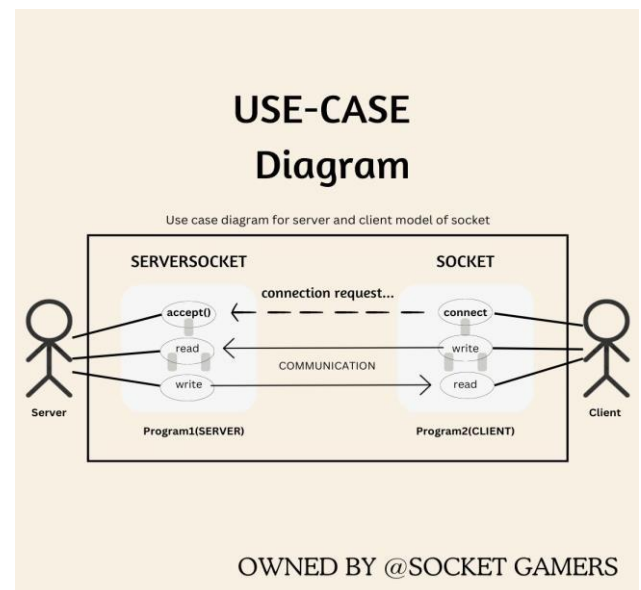 USE-CASE
Diagram
Use case diagram for server and client model of socket
SERVERSOCKET
SOCKET
connection request...
accept()
connect
read
write
COMMUNICATION
write
read
Server
Client
Program1(SERVER)
Program2(CLIENT)
OWNED BY @SOCKET GAMERS